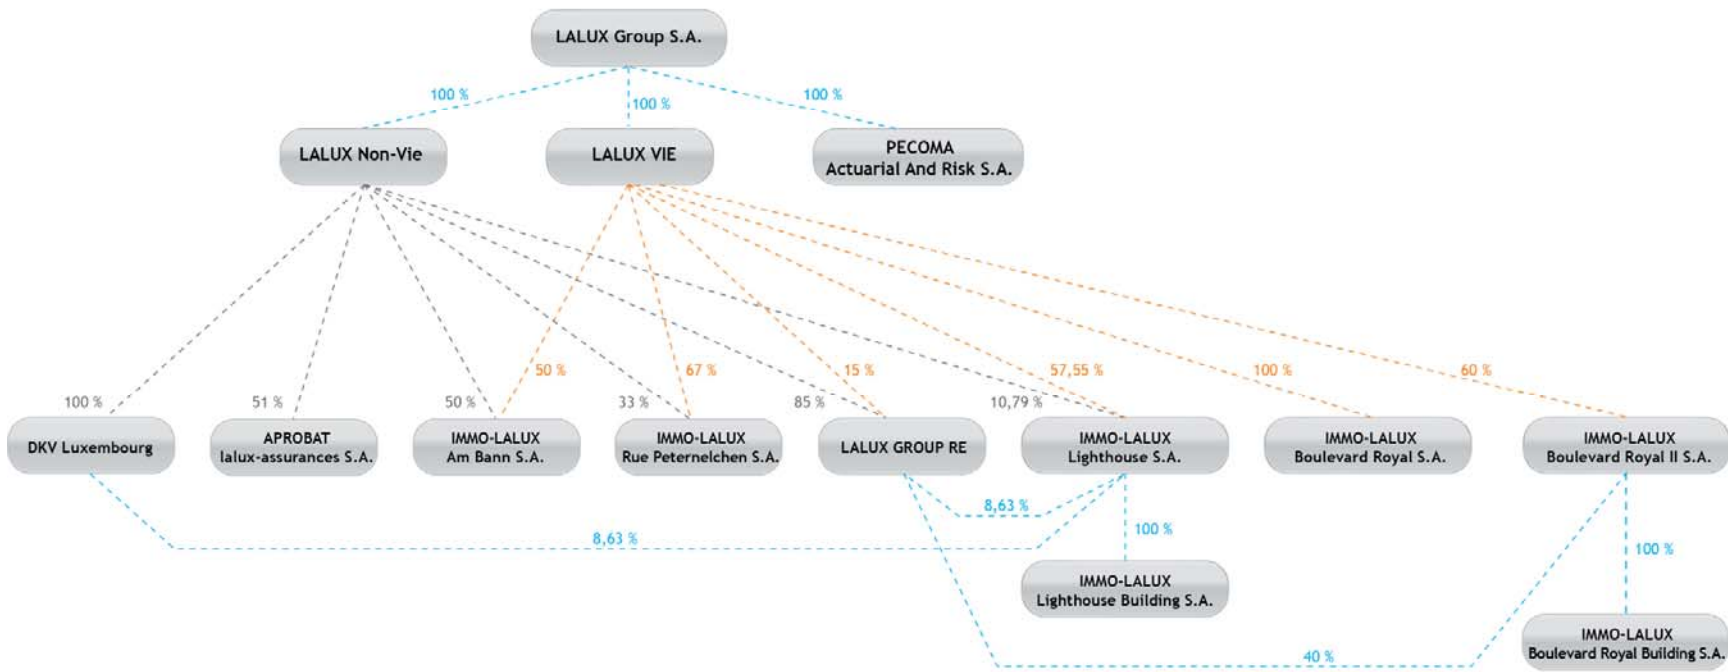 LALUX Group S.A.
100 %
100 %
100 %
LALUX Non-Vie
LALUX VIE
PECOMA
Actuarial And Risk S.A.
50 %
67 %
15 %
57,55 %
100 %
60 %
100 %
51 %
50 %
33 %
85 %
10,79 %
DKV Luxembourg
APROBAT
lalux-assurances S.A.
IMMO-LALUX
Am Bann S.A.
IMMO-LALUX
Rue Peternelchen S.A.
LALUX GROUP RE
IMMO-LALUX
Lighthouse S.A.
IMMO-LALUX
Boulevard Royal S.A.
IMMO-LALUX
Boulevard Royal II S.A.
8,63 %
8,63 %
100 %
100 %
IMMO-LALUX
Lighthouse Building S.A.
IMMO-LALUX
Boulevard Royal Building S.A.
40 %